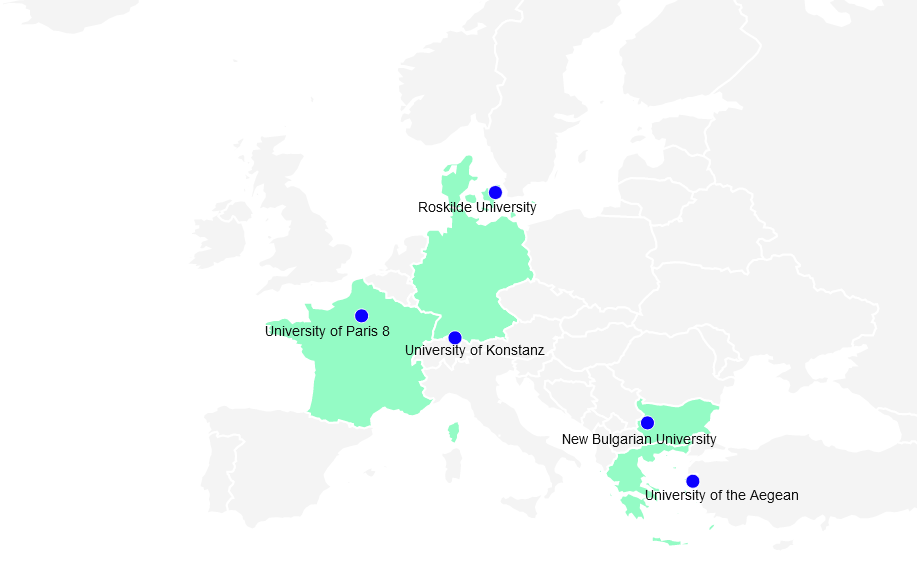 Roskilde University
University of Paris 8
University of Konstanz
New Bulgarian University
University of the Aegean